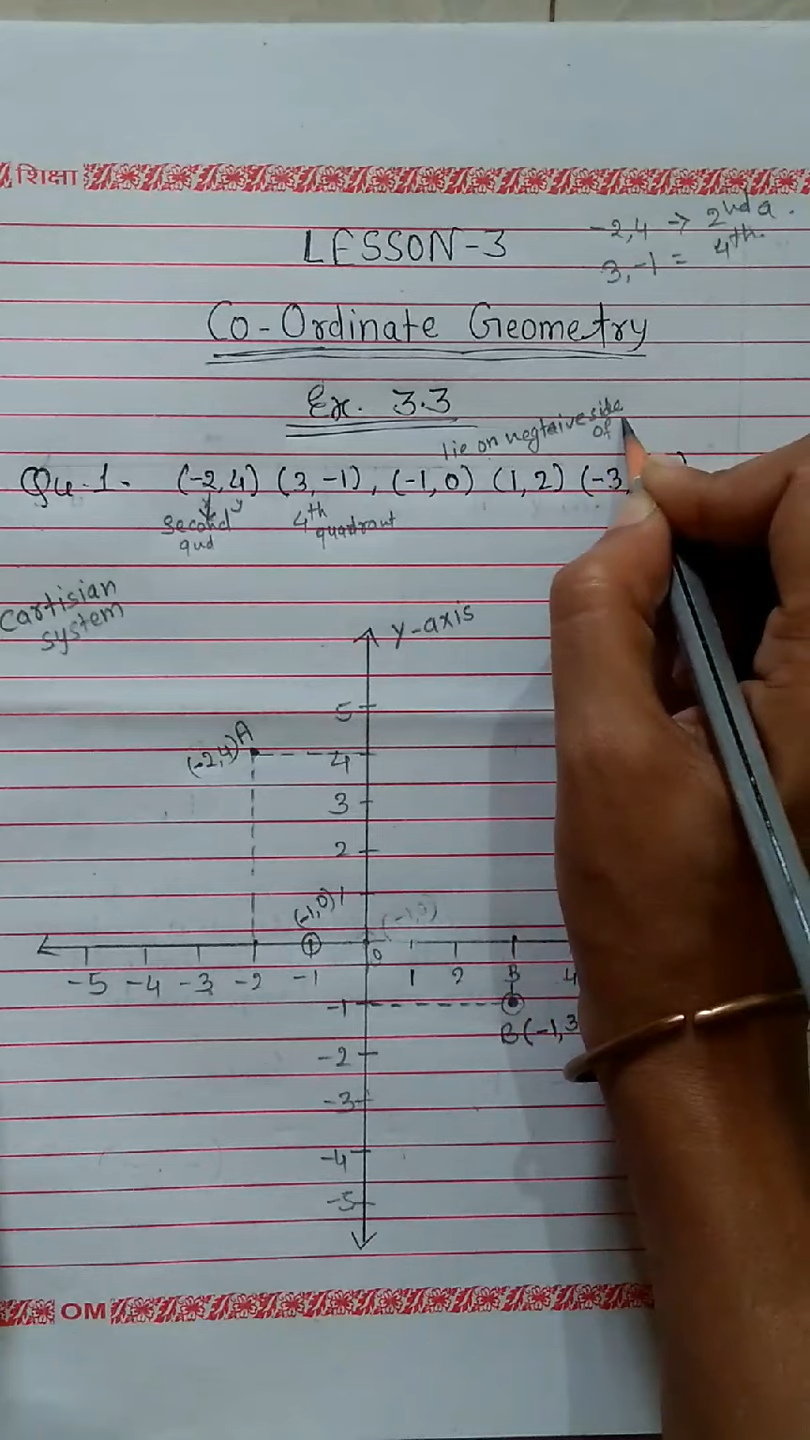 शिक्षा
-2,4 → 2nd Q.
3,-1 = 4th.
LESSON-3
Co-Ordinate Geometry
Ex. 3.3
lie on negtaive side
of
Qu.1. (-2,4) (3,-1), (-1,0) (1,2) (-3,
second
qud
4th
quadrant
Cartisian
system
y-axis
5
(-2,4) A
4
3
2
1
(-1,0)
(-1,0)
-5 -4 -3 -2 -1 0 1 2 3 4
-1
B(-1,3
-2
-3
-4
-5
OM